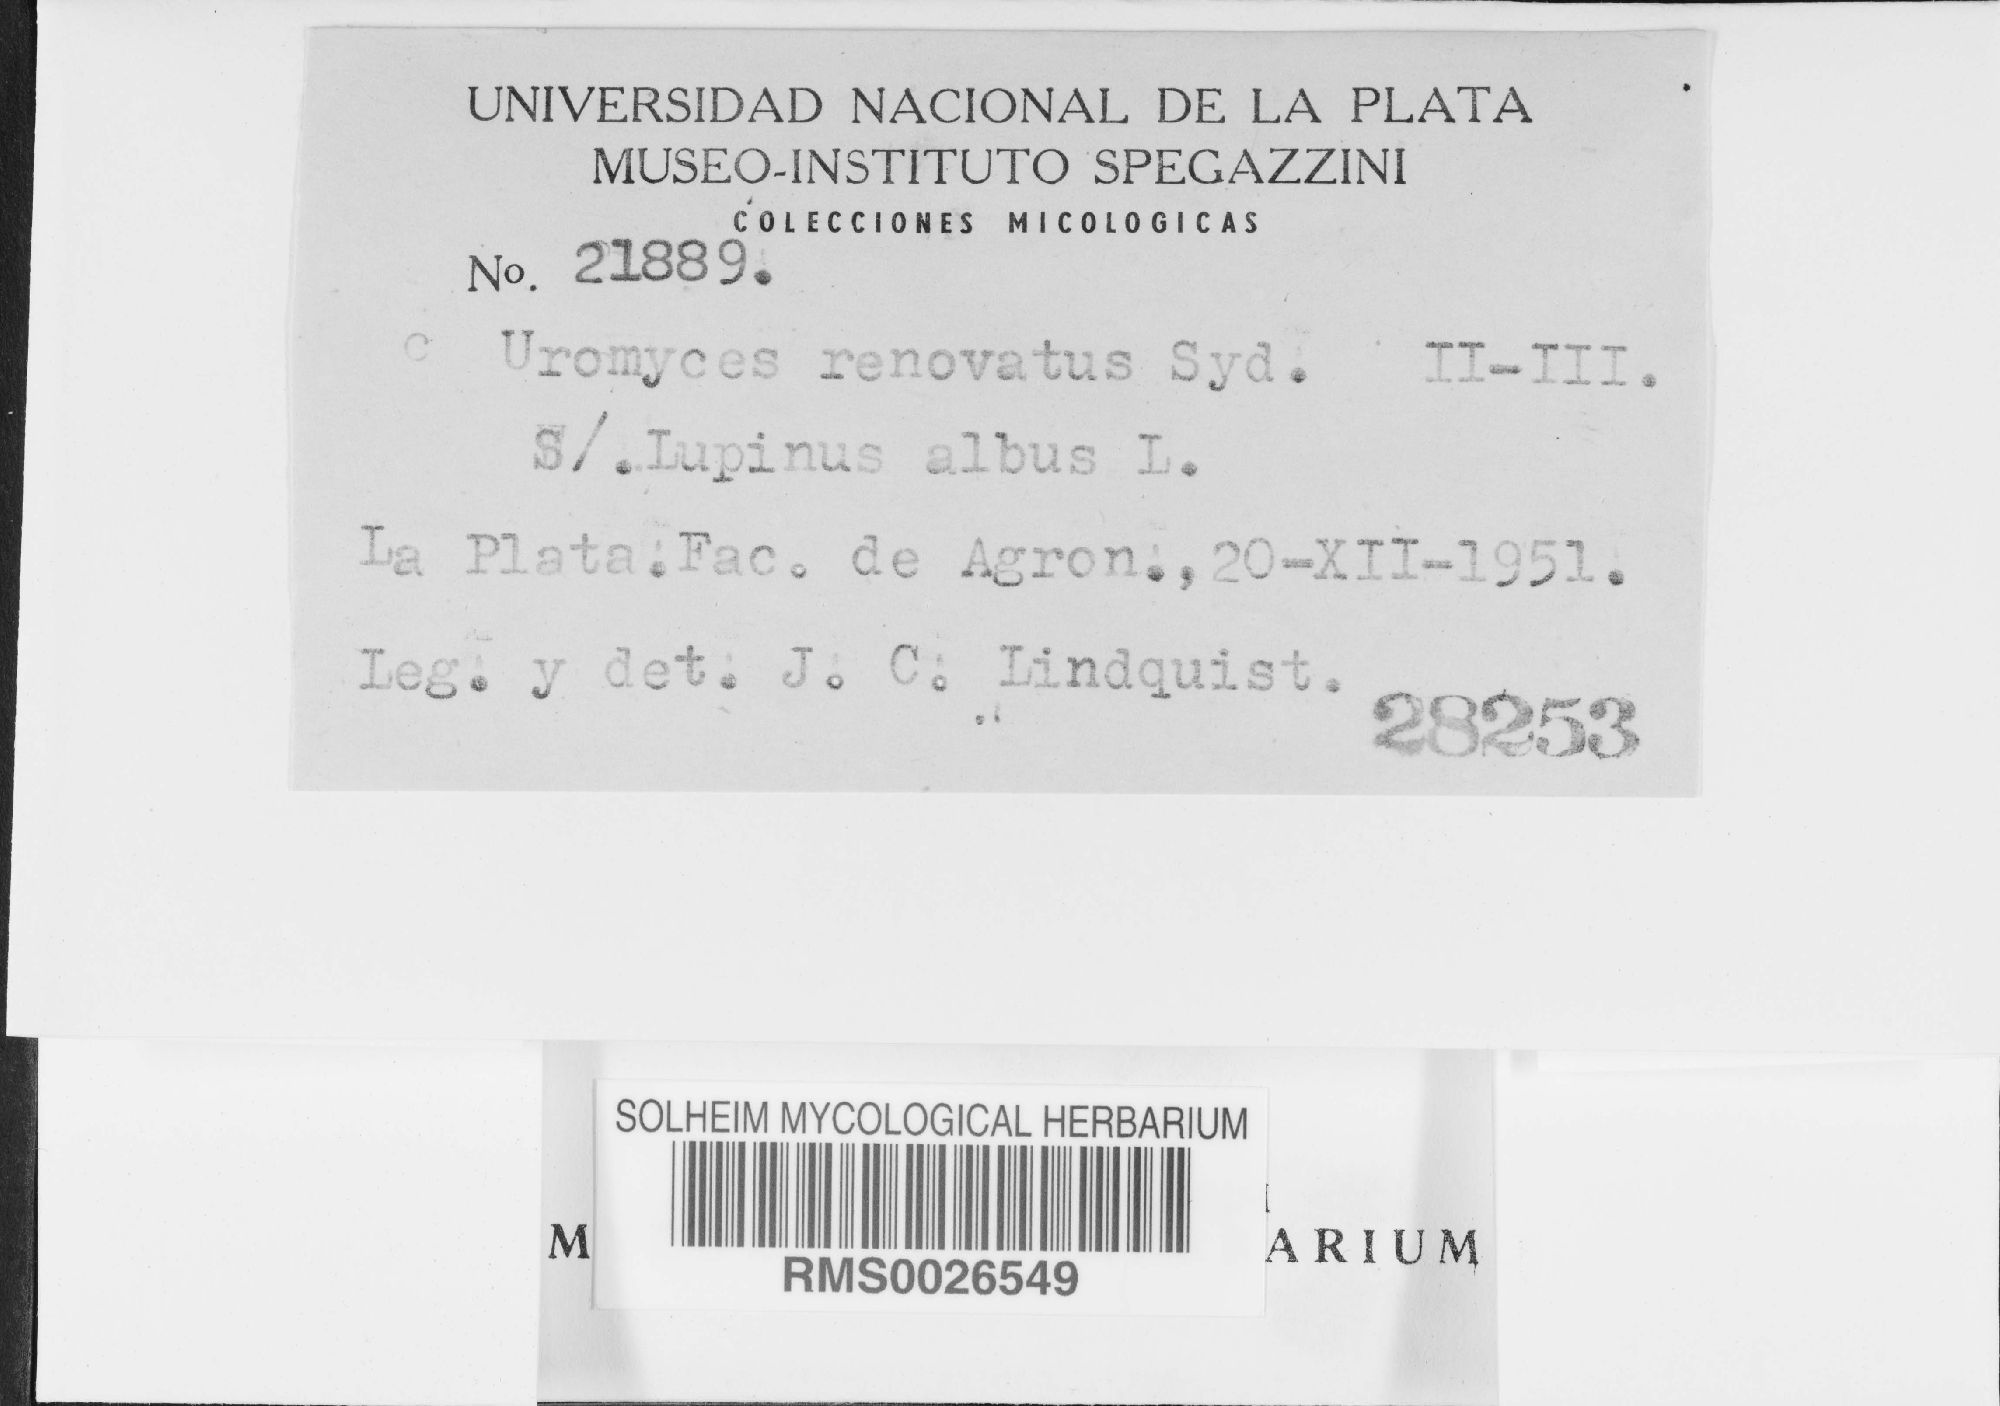 UNIVERSIDAD NACIONAL DE LA PLATA
MUSEO-INSTITUTO SPEGAZZINI
COLECCIONES MICOLOGICAS
No. 21889.
c Uromyces renovatus Syd. II-III.
S/.Lupinus albus L.
La Plata:Fac. de Agron., 20-XII-1951.
Leg. y det. J. C. Lindquist.
28253
SOLHEIM MYCOLOGICAL HERBARIUM
M ARIUM
RMS0026549